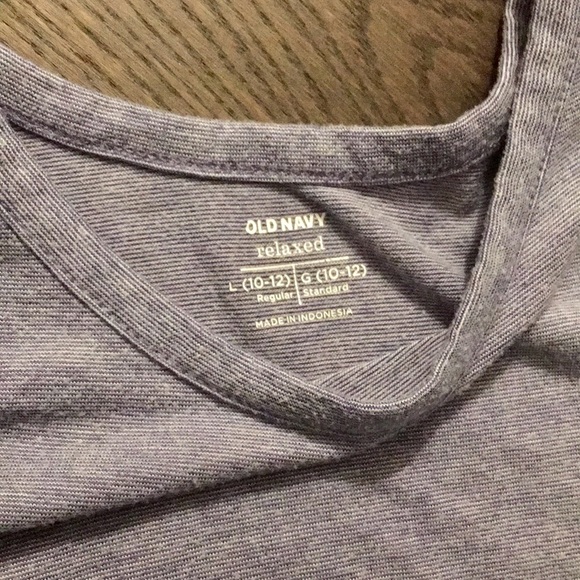 OLD NAVY
relaxed
L (10-12) | G (10-12)
Regular | Standard
MADE IN INDONESIA